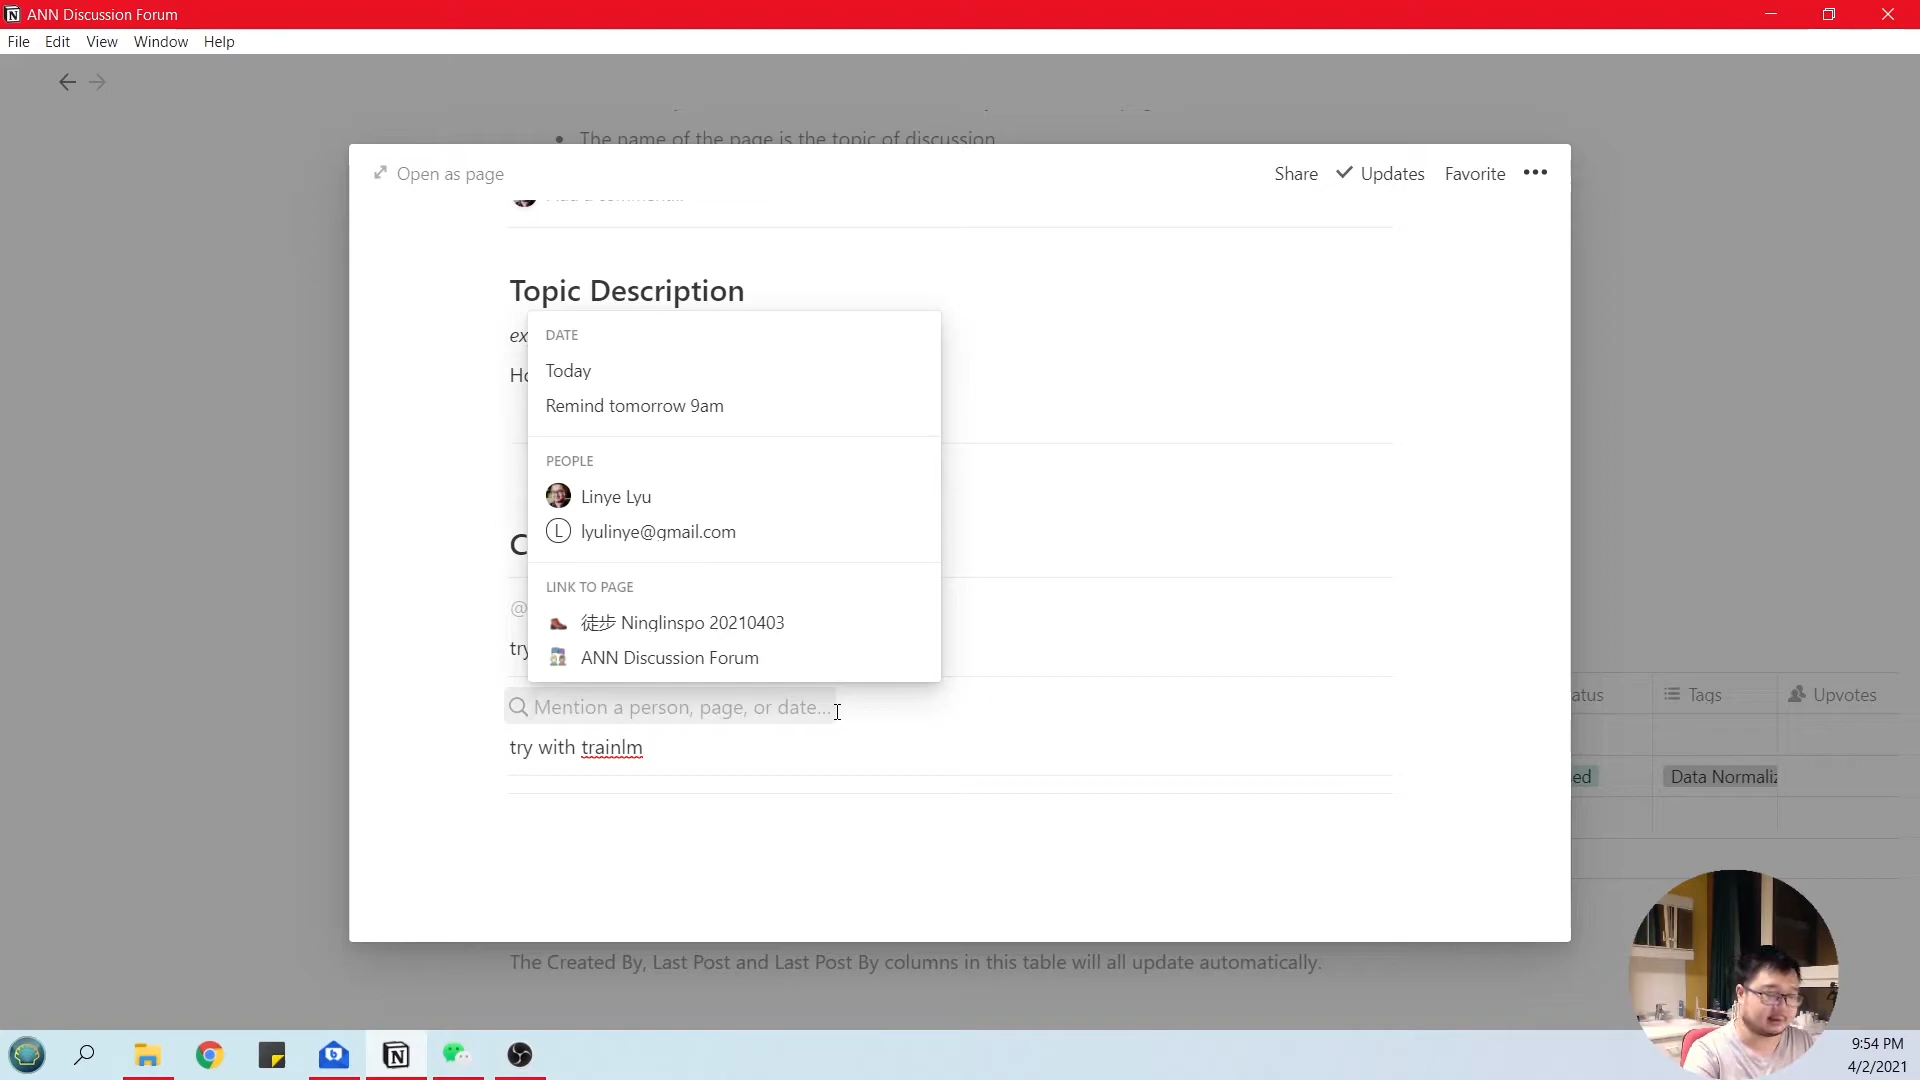 ANN Discussion Forum
File Edit View Window Help
The name of the page is the topic of discussion
Open as page
Share Updates Favorite
Topic Description
ex
Ho
DATE
Today
Remind tomorrow 9am
PEOPLE
Linye Lyu
L lyulinye@gmail.com
C
LINK TO PAGE
徒步 Ninglinspo 20210403
@
try
ANN Discussion Forum
atus Tags Upvotes
Mention a person, page, or date...
try with trainlm
ed Data Normaliz
The Created By, Last Post and Last Post By columns in this table will all update automatically.
9:54 PM
4/2/2021